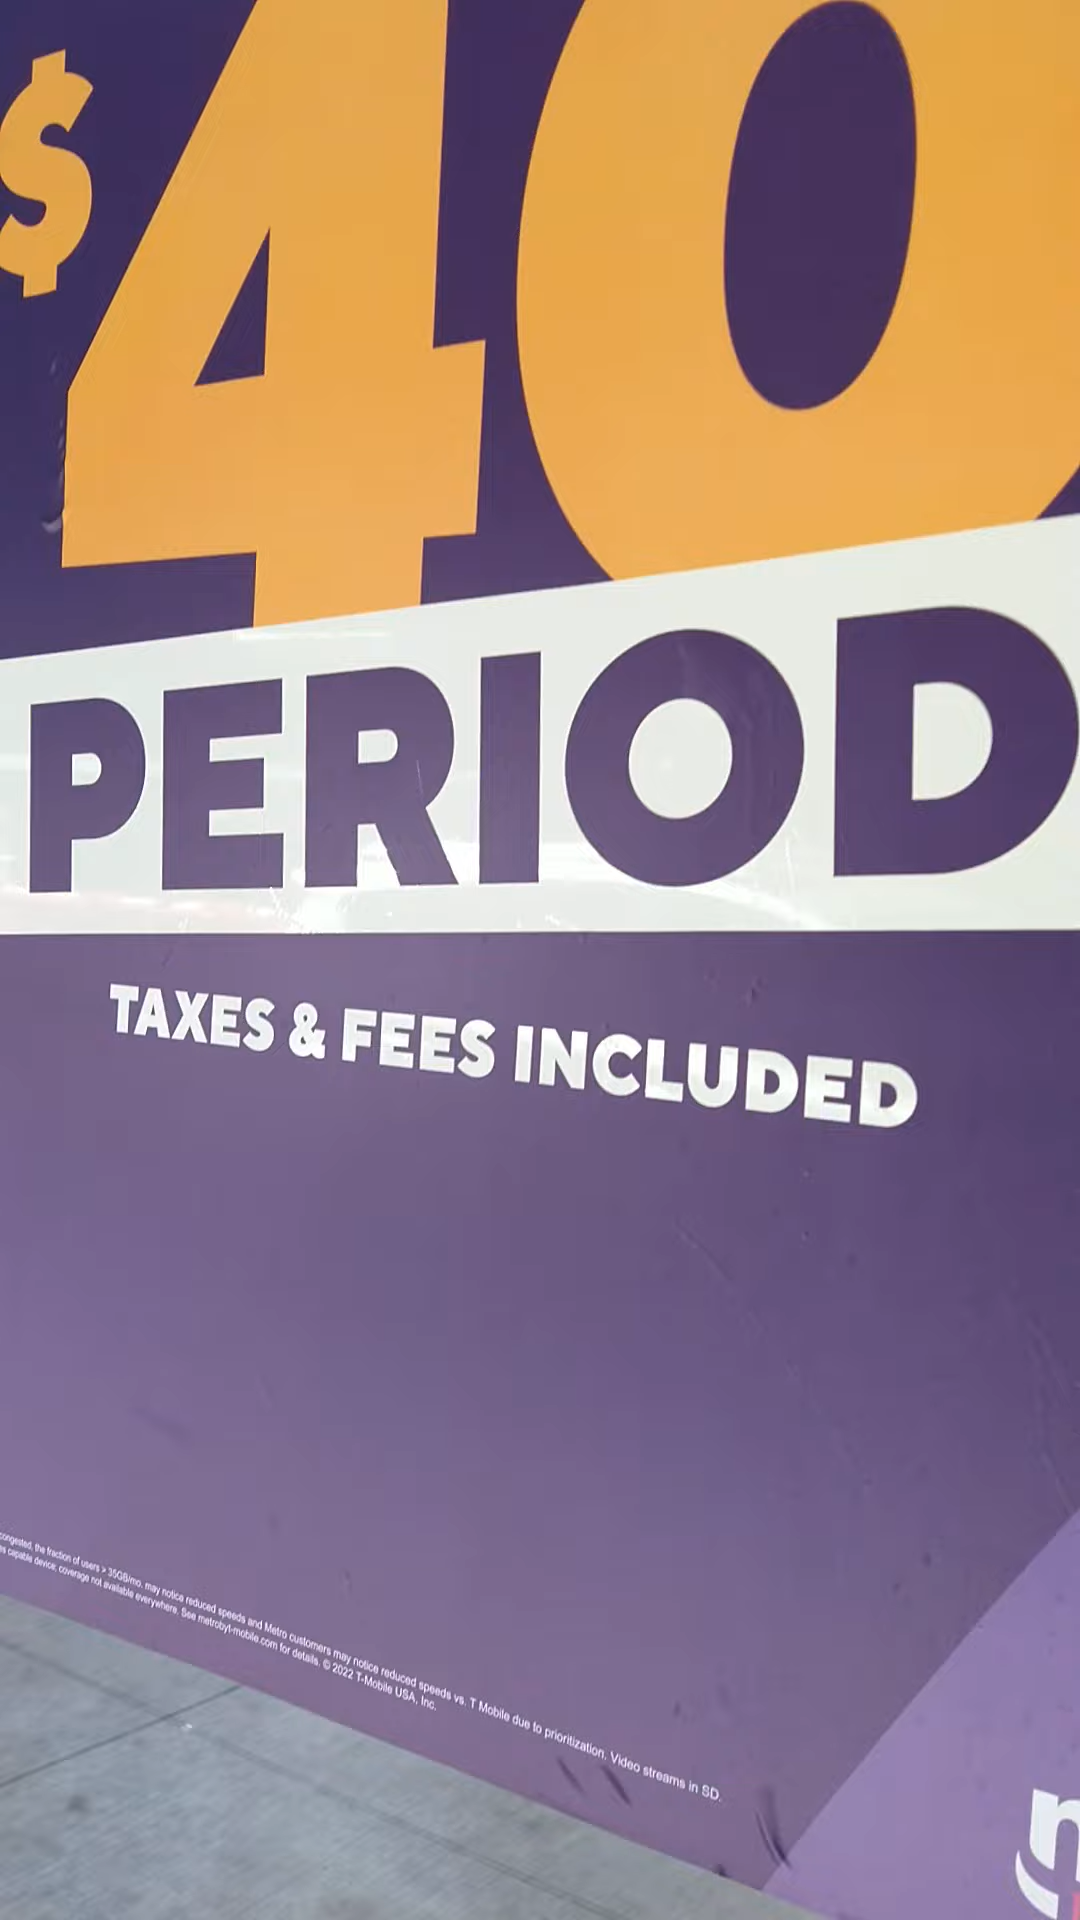 $40
PERIOD
TAXES & FEES INCLUDED
congested, the fraction of users > 35GB/mo. may notice reduced speeds and Metro customers may notice reduced speeds vs. T Mobile due to prioritization. Video streams in SD.
capable device; coverage not available everywhere. See metrobyt-mobile.com for details. © 2022 T-Mobile USA, Inc.
m